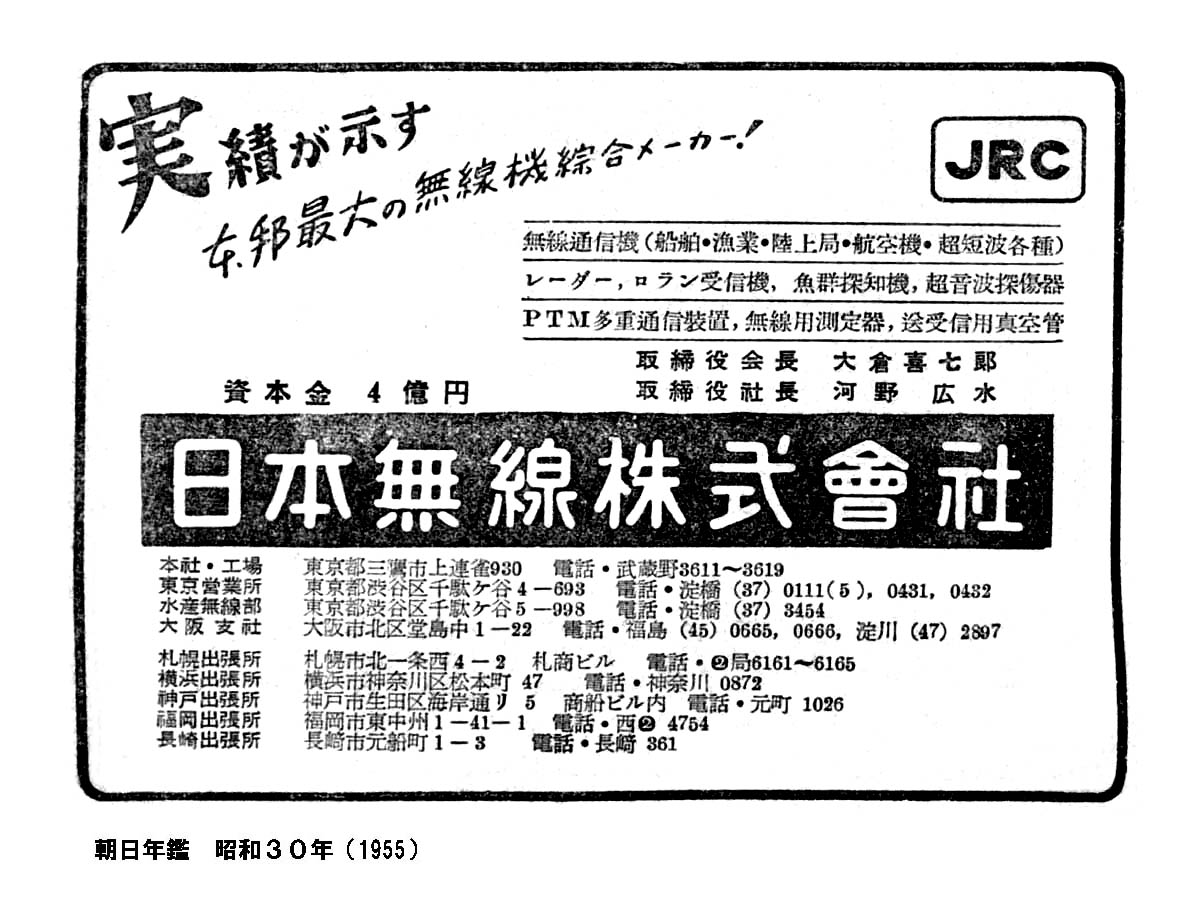 実績が示す
本邦最大の無線機綜合メーカー!
JRC
無線通信機(船舶・漁業・陸上局・航空機・超短波各種)
レーダー,ロラン受信機,魚群探知機,超音波探傷器
PTM多重通信裝置,無線用測定器,送受信用真空管
取締役会長 大倉喜七郎
資本金 4億円
取締役社長 河野広水
日本無線株式會社
本社・工場 東京都三鷹市上連雀930 電話・武蔵野3611~3619
東京営業所 東京都渋谷区千駄ケ谷4-693 電話・淀橋(37)0111(5),0431,0432
水産無線部 東京都渋谷区千駄ケ谷5-998 電話・淀橋(37)3454
大阪支社 大阪市北区堂島中1-22 電話・福島(45)0665,0666,淀川(47)2897
札幌出張所 札幌市北一条西4-2 札商ビル 電話・❷局6161~6165
横浜出張所 横浜市神奈川区松本町47 電話・神奈川0872
神戸出張所 神戸市生田区海岸通リ5 商船ビル内 電話・元町1026
福岡出張所 福岡市東中州1-41-1 電話・西❷4754
長崎出張所 長崎市元船町1-3 電話・長崎361
朝日年鑑 昭和30年(1955)